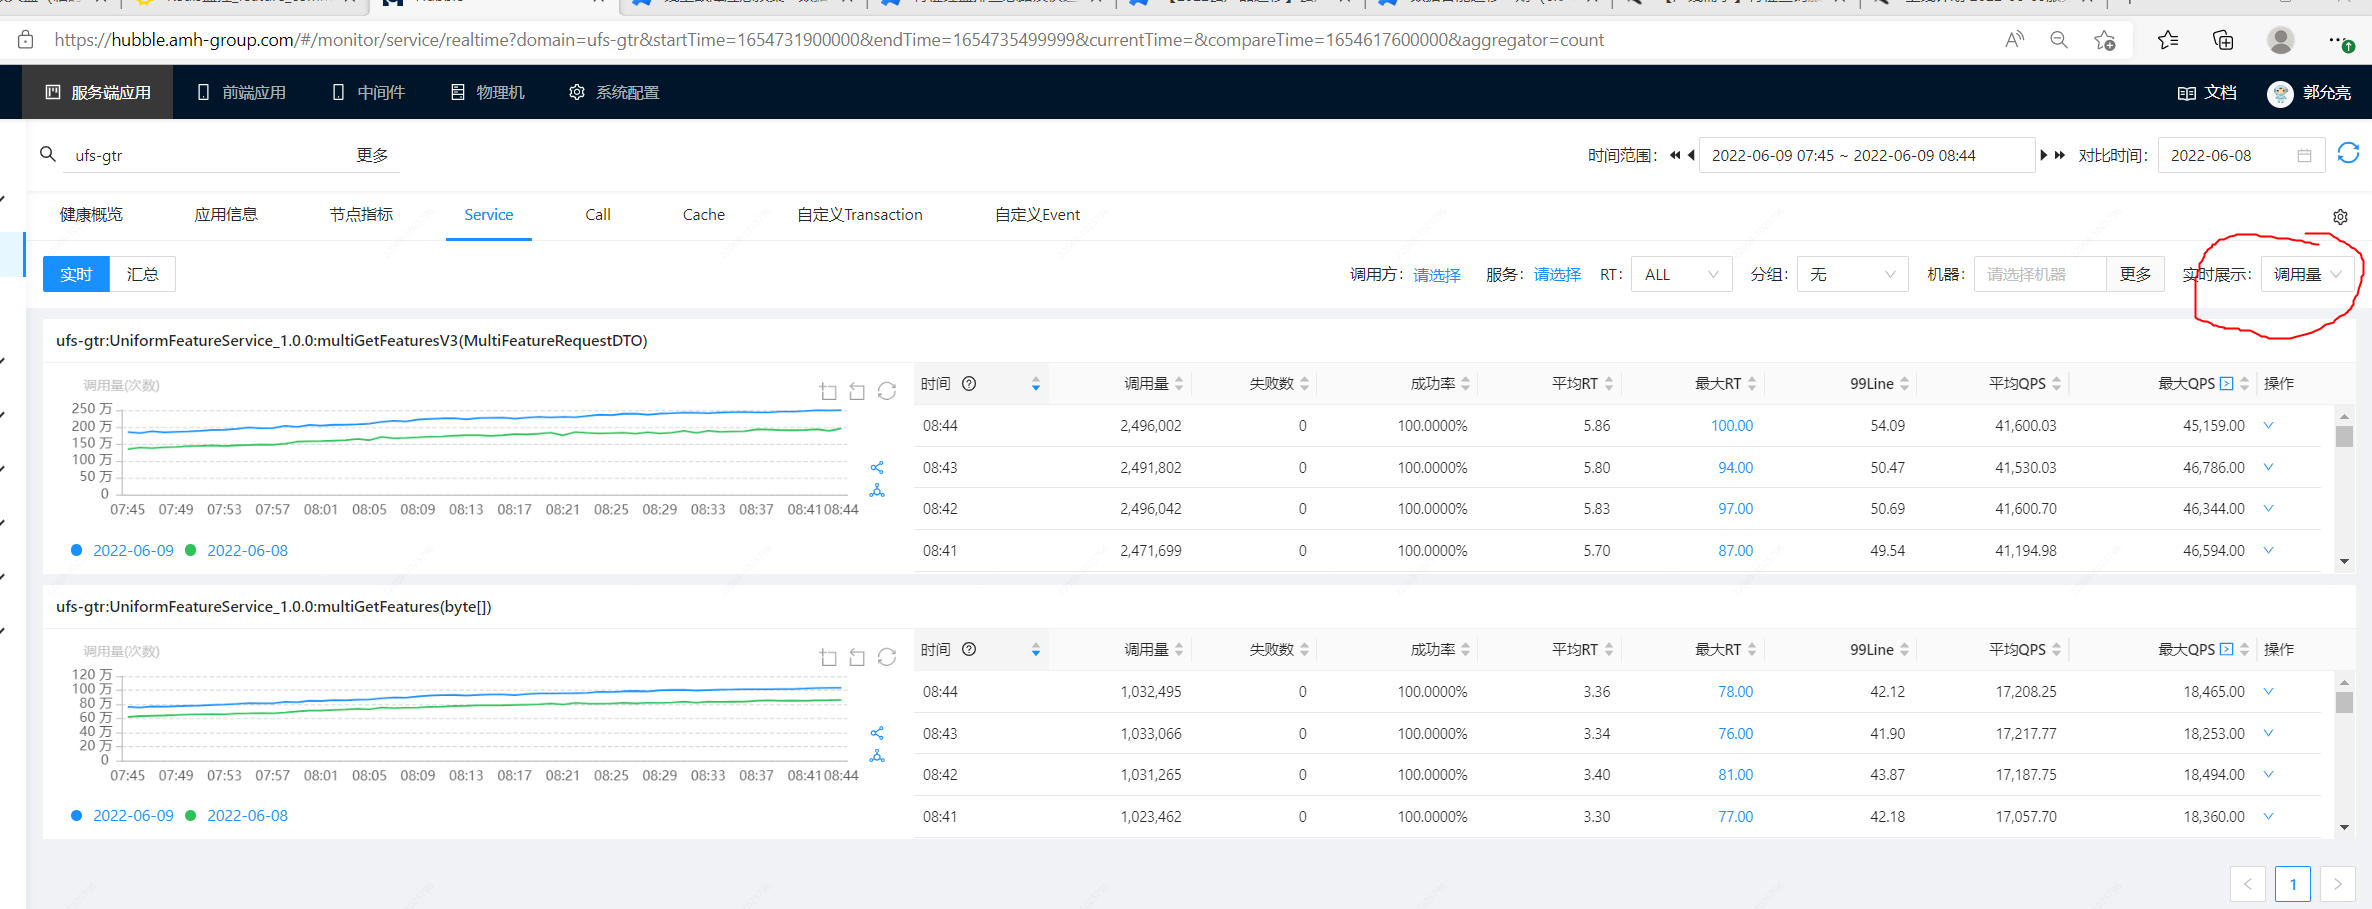 Hubble
https://hubble.amh-group.com/#/monitor/service/realtime?domain=ufs-gtr&startTime=1654731900000&endTime=1654735499999&currentTime=&compareTime=1654617600000&aggregator=count
服务端应用 前端应用 中间件 物理机 系统配置 文档 郭允亮
ufs-gtr 更多 时间范围: 2022-06-09 07:45 ~ 2022-06-09 08:44 对比时间: 2022-06-08
健康概览 应用信息 节点指标 Service Call Cache 自定义Transaction 自定义Event
实时 汇总 调用方: 请选择 服务: 请选择 RT: ALL 分组: 无 机器: 请选择机器 更多 实时展示: 调用量
ufs-gtr:UniformFeatureService_1.0.0:multiGetFeaturesV3(MultiFeatureRequestDTO)
调用量(次数)
250 万
200 万
150 万
100 万
50 万
0
07:45 07:49 07:53 07:57 08:01 08:05 08:09 08:13 08:17 08:21 08:25 08:29 08:33 08:37 08:41 08:44
2022-06-09 2022-06-08
时间 调用量 失败数 成功率 平均RT 最大RT 99Line 平均QPS 最大QPS 操作
08:44 2,496,002 0 100.0000% 5.86 100.00 54.09 41,600.03 45,159.00
08:43 2,491,802 0 100.0000% 5.80 94.00 50.47 41,530.03 46,786.00
08:42 2,496,042 0 100.0000% 5.83 97.00 50.69 41,600.70 46,344.00
08:41 2,471,699 0 100.0000% 5.70 87.00 49.54 41,194.98 46,594.00
ufs-gtr:UniformFeatureService_1.0.0:multiGetFeatures(byte[])
调用量(次数)
120 万
100 万
80 万
60 万
40 万
20 万
0
07:45 07:49 07:53 07:57 08:01 08:05 08:09 08:13 08:17 08:21 08:25 08:29 08:33 08:37 08:41 08:44
2022-06-09 2022-06-08
时间 调用量 失败数 成功率 平均RT 最大RT 99Line 平均QPS 最大QPS 操作
08:44 1,032,495 0 100.0000% 3.36 78.00 42.12 17,208.25 18,465.00
08:43 1,033,066 0 100.0000% 3.34 76.00 41.90 17,217.77 18,253.00
08:42 1,031,265 0 100.0000% 3.40 81.00 43.87 17,187.75 18,494.00
08:41 1,023,462 0 100.0000% 3.30 77.00 42.18 17,057.70 18,360.00
1